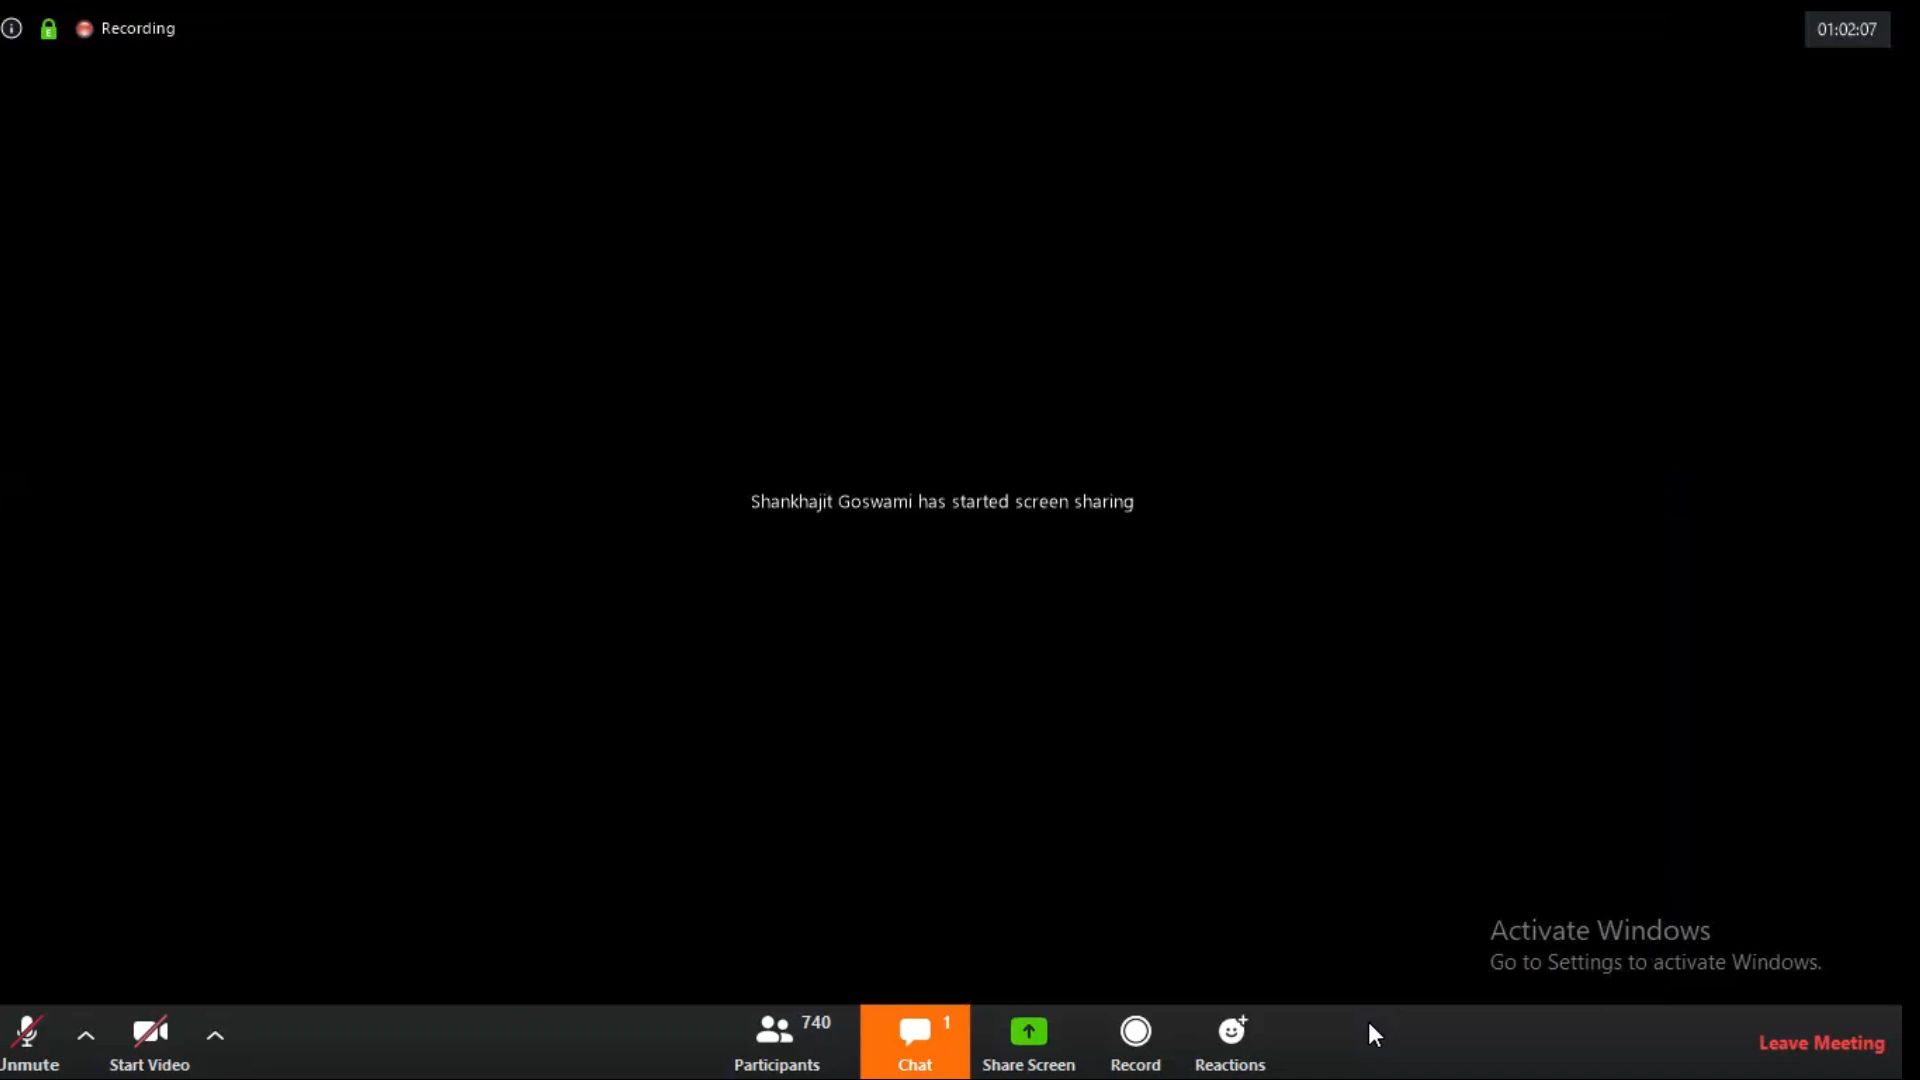 Recording
01:02:07
Shankhajit Goswami has started screen sharing
Activate Windows
Go to Settings to activate Windows.
740
1
Unmute
Start Video
Participants
Chat
Share Screen
Record
Reactions
Leave Meeting